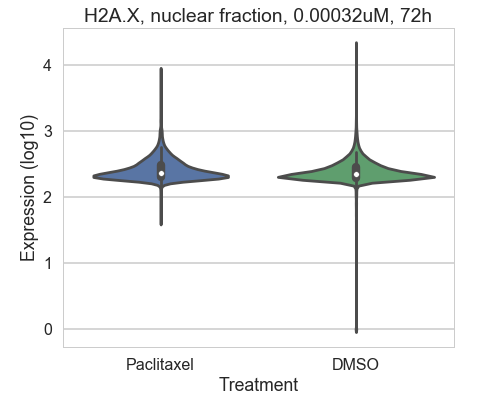 H2A.X, nuclear fraction, 0.00032uM, 72h
Expression (log10)
4
3
2
1
0
Paclitaxel
DMSO
Treatment